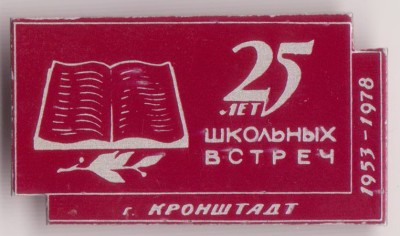 25
ЛЕТ
ШКОЛЬНЫХ
ВСТРЕЧ
1953-1978
г. КРОНШТАДТ